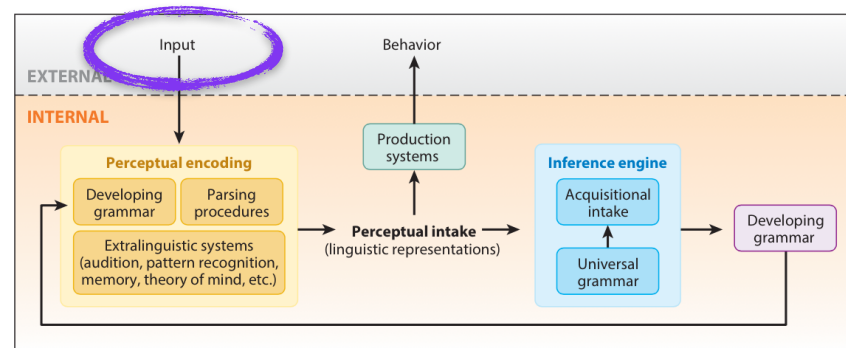 Input
Behavior
EXTERNAL
INTERNAL
Perceptual encoding
Developing
grammar
Parsing
procedures
Extralinguistic systems
(audition, pattern recognition,
memory, theory of mind, etc.)
Production
systems
Perceptual intake
(linguistic representations)
Inference engine
Acquisitional
intake
Universal
grammar
Developing
grammar